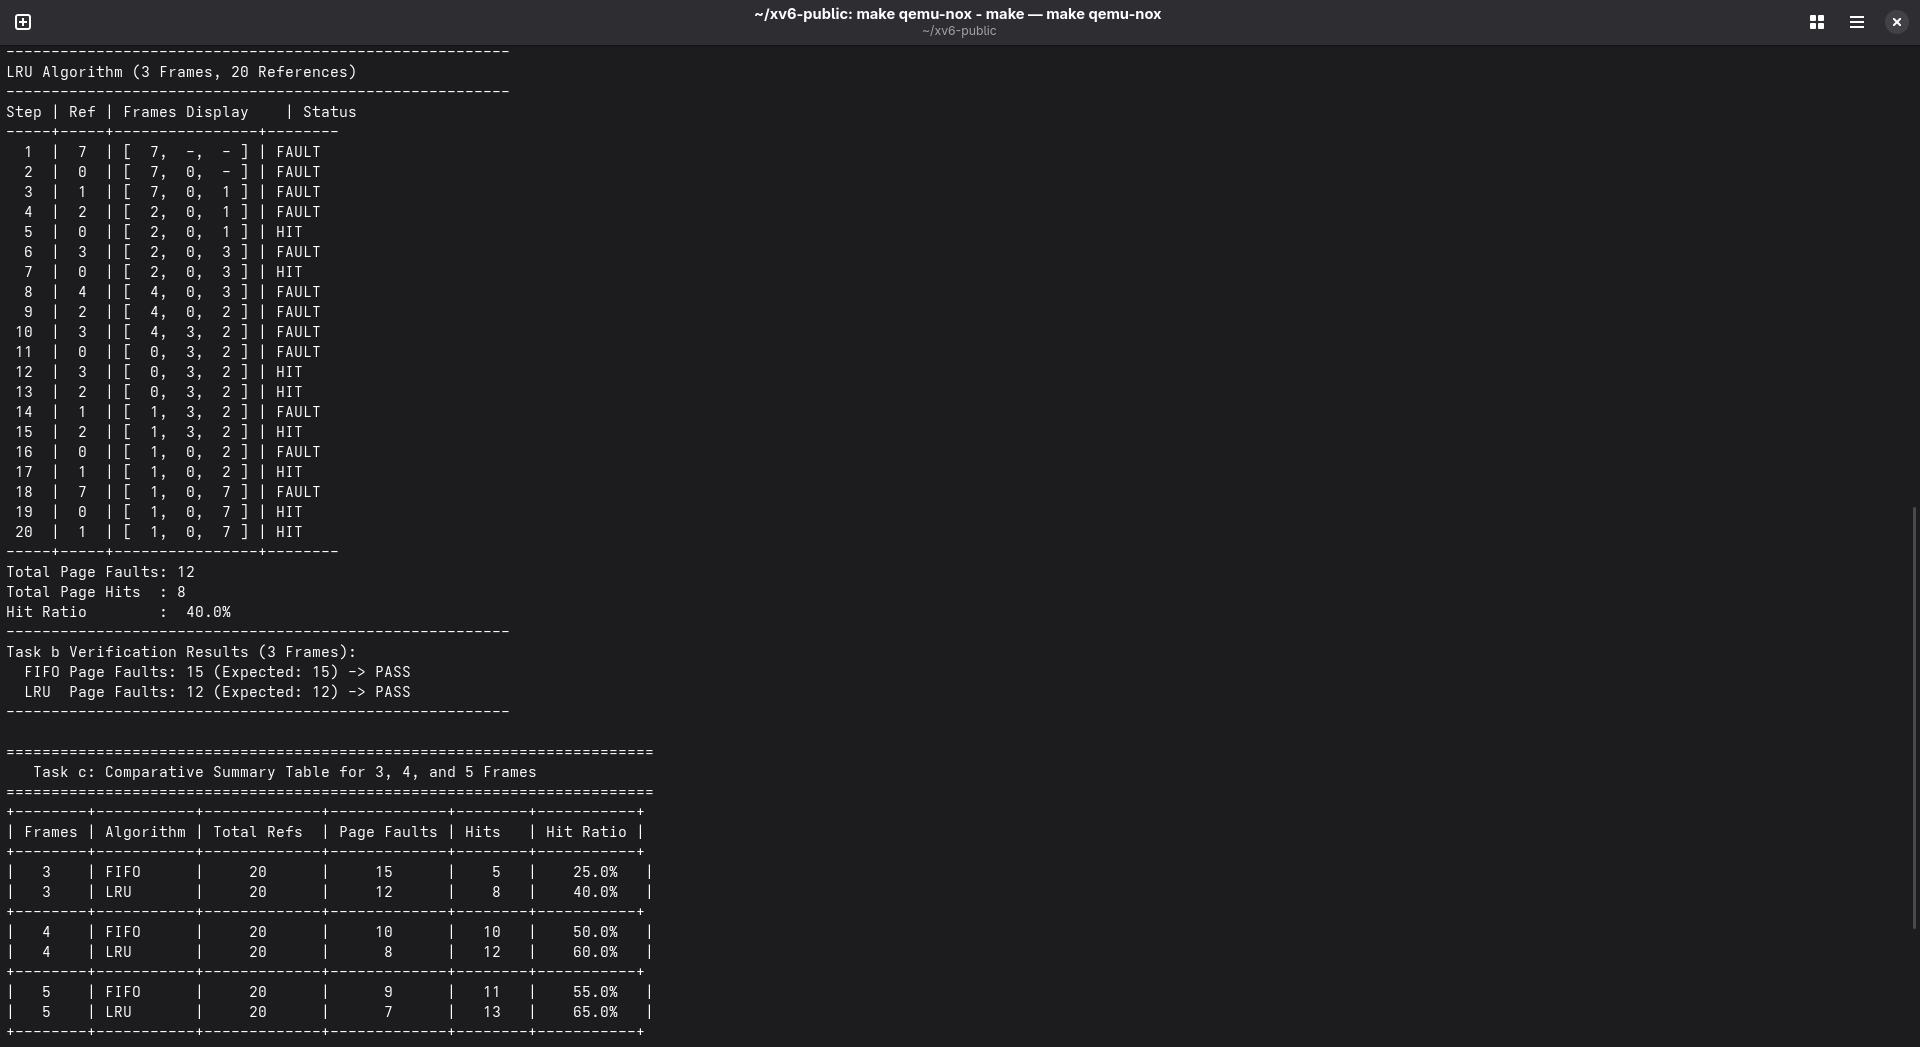 ~/xv6-public: make qemu-nox - make — make qemu-nox
~/xv6-public
--------------------------------------------------------
LRU Algorithm (3 Frames, 20 References)
--------------------------------------------------------
Step | Ref | Frames Display    | Status
-----+-----+----------------+--------
  1  |  7  | [  7,  -,  - ] | FAULT
  2  |  0  | [  7,  0,  - ] | FAULT
  3  |  1  | [  7,  0,  1 ] | FAULT
  4  |  2  | [  2,  0,  1 ] | FAULT
  5  |  0  | [  2,  0,  1 ] | HIT
  6  |  3  | [  2,  0,  3 ] | FAULT
  7  |  0  | [  2,  0,  3 ] | HIT
  8  |  4  | [  4,  0,  3 ] | FAULT
  9  |  2  | [  4,  0,  2 ] | FAULT
 10  |  3  | [  4,  3,  2 ] | FAULT
 11  |  0  | [  0,  3,  2 ] | FAULT
 12  |  3  | [  0,  3,  2 ] | HIT
 13  |  2  | [  0,  3,  2 ] | HIT
 14  |  1  | [  1,  3,  2 ] | FAULT
 15  |  2  | [  1,  3,  2 ] | HIT
 16  |  0  | [  1,  0,  2 ] | FAULT
 17  |  1  | [  1,  0,  2 ] | HIT
 18  |  7  | [  1,  0,  7 ] | FAULT
 19  |  0  | [  1,  0,  7 ] | HIT
 20  |  1  | [  1,  0,  7 ] | HIT
-----+-----+----------------+--------
Total Page Faults: 12
Total Page Hits  : 8
Hit Ratio        :  40.0%
--------------------------------------------------------
Task b Verification Results (3 Frames):
  FIFO Page Faults: 15 (Expected: 15) -> PASS
  LRU  Page Faults: 12 (Expected: 12) -> PASS
--------------------------------------------------------
========================================================================
   Task c: Comparative Summary Table for 3, 4, and 5 Frames
========================================================================
+--------+-----------+-------------+-------------+--------+-----------+
| Frames | Algorithm | Total Refs  | Page Faults | Hits   | Hit Ratio |
+--------+-----------+-------------+-------------+--------+-----------+
|   3    | FIFO      |     20      |     15      |    5   |    25.0%   |
|   3    | LRU       |     20      |     12      |    8   |    40.0%   |
+--------+-----------+-------------+-------------+--------+-----------+
|   4    | FIFO      |     20      |     10      |   10   |    50.0%   |
|   4    | LRU       |     20      |      8      |   12   |    60.0%   |
+--------+-----------+-------------+-------------+--------+-----------+
|   5    | FIFO      |     20      |      9      |   11   |    55.0%   |
|   5    | LRU       |     20      |      7      |   13   |    65.0%   |
+--------+-----------+-------------+-------------+--------+-----------+